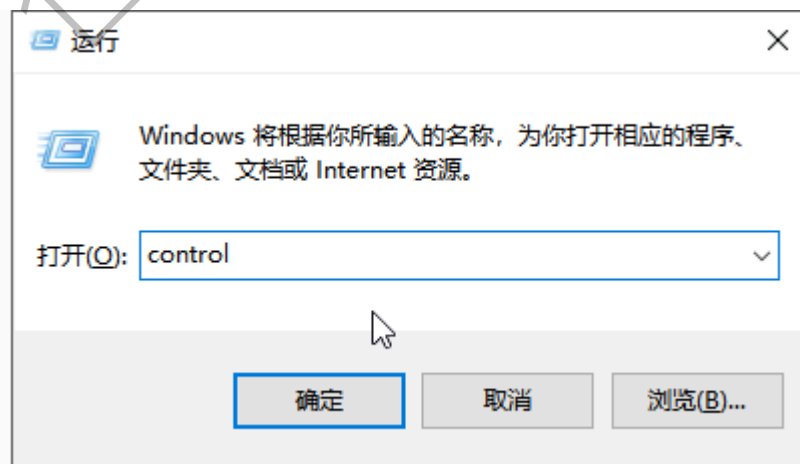 运行
Windows 将根据你所输入的名称，为你打开相应的程序、
文件夹、文档或 Internet 资源。
打开(O): control
确定 取消 浏览(B)...